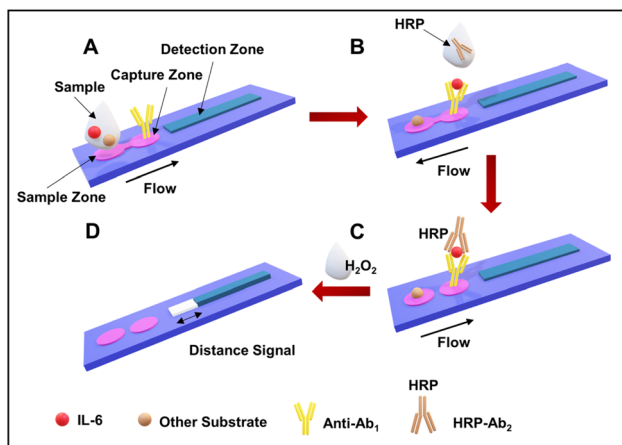 A
Detection Zone
Capture Zone
Sample
Sample Zone
Flow
B
HRP
Flow
C
HRP
Flow
D
H₂O₂
Distance Signal
IL-6
Other Substrate
Anti-Ab₁
HRP
HRP-Ab₂